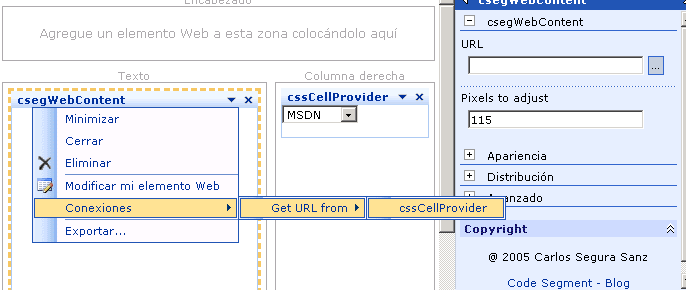 Encabezado
Agregue un elemento Web a esta zona colocándolo aquí
Texto
Columna derecha
csegWebContent
Minimizar
Cerrar
Eliminar
Modificar mi elemento Web
Conexiones
Get URL from
cssCellProvider
Exportar...
cssCellProvider
MSDN
csegWebContent
csegWebContent
URL
...
Pixels to adjust
115
Apariencia
Distribución
Avanzado
Copyright
@ 2005 Carlos Segura Sanz
Code Segment - Blog